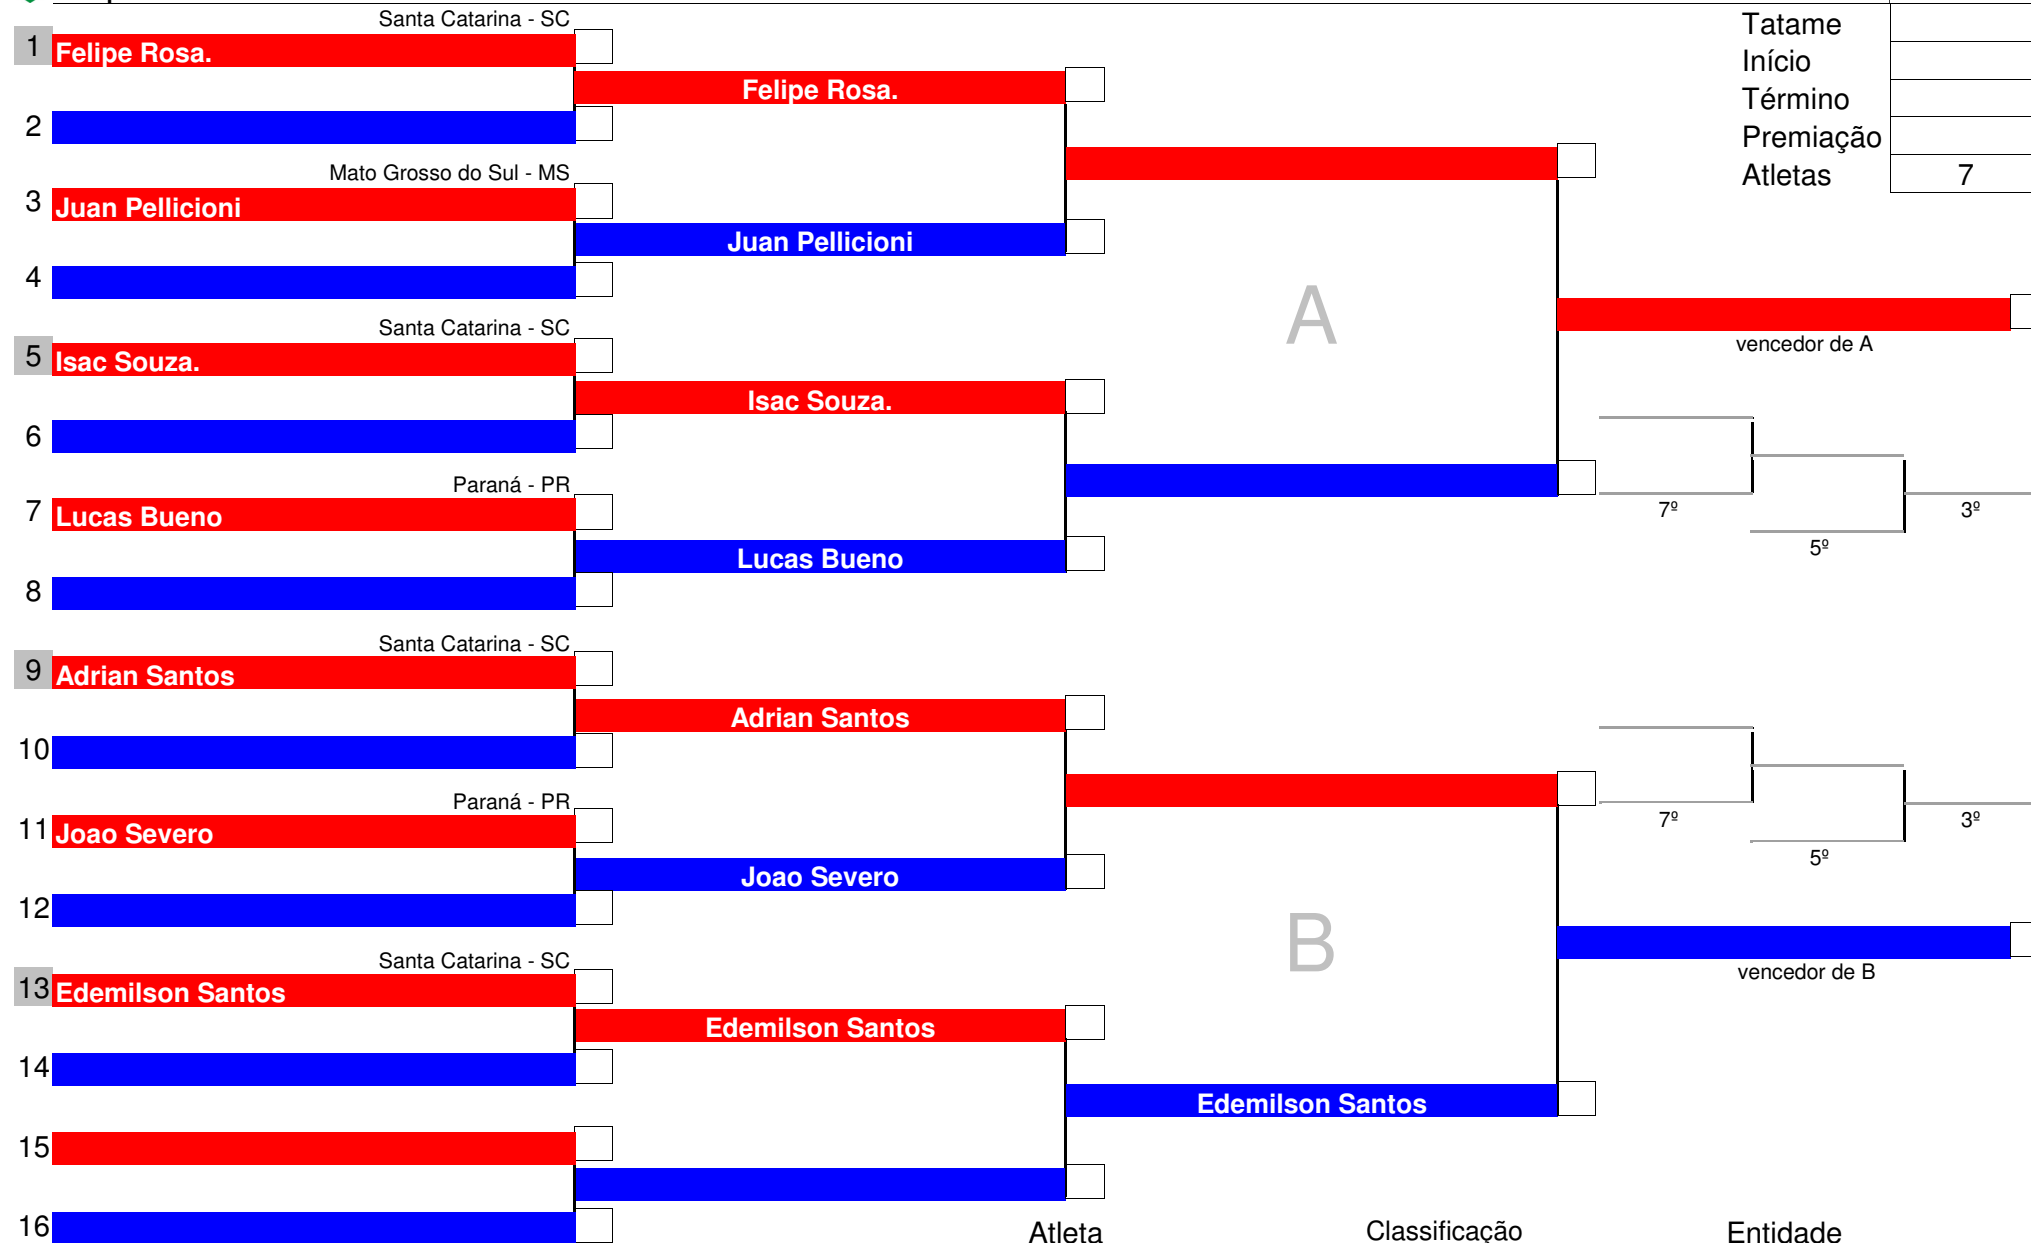 Santa Catarina - SC
1 Felipe Rosa.
Felipe Rosa.
2
Mato Grosso do Sul - MS
3 Juan Pellicioni
Juan Pellicioni
4
Santa Catarina - SC
5 Isac Souza.
Isac Souza.
6
Paraná - PR
7 Lucas Bueno
Lucas Bueno
8
Santa Catarina - SC
9 Adrian Santos
Adrian Santos
10
Paraná - PR
11 Joao Severo
Joao Severo
12
Santa Catarina - SC
13 Edemilson Santos
Edemilson Santos
14
Edemilson Santos
15
16
A
B
Tatame
Início
Término
Premiação
Atletas 7
vencedor de A
7º
3º
5º
7º
3º
5º
vencedor de B
Atleta Classificação Entidade